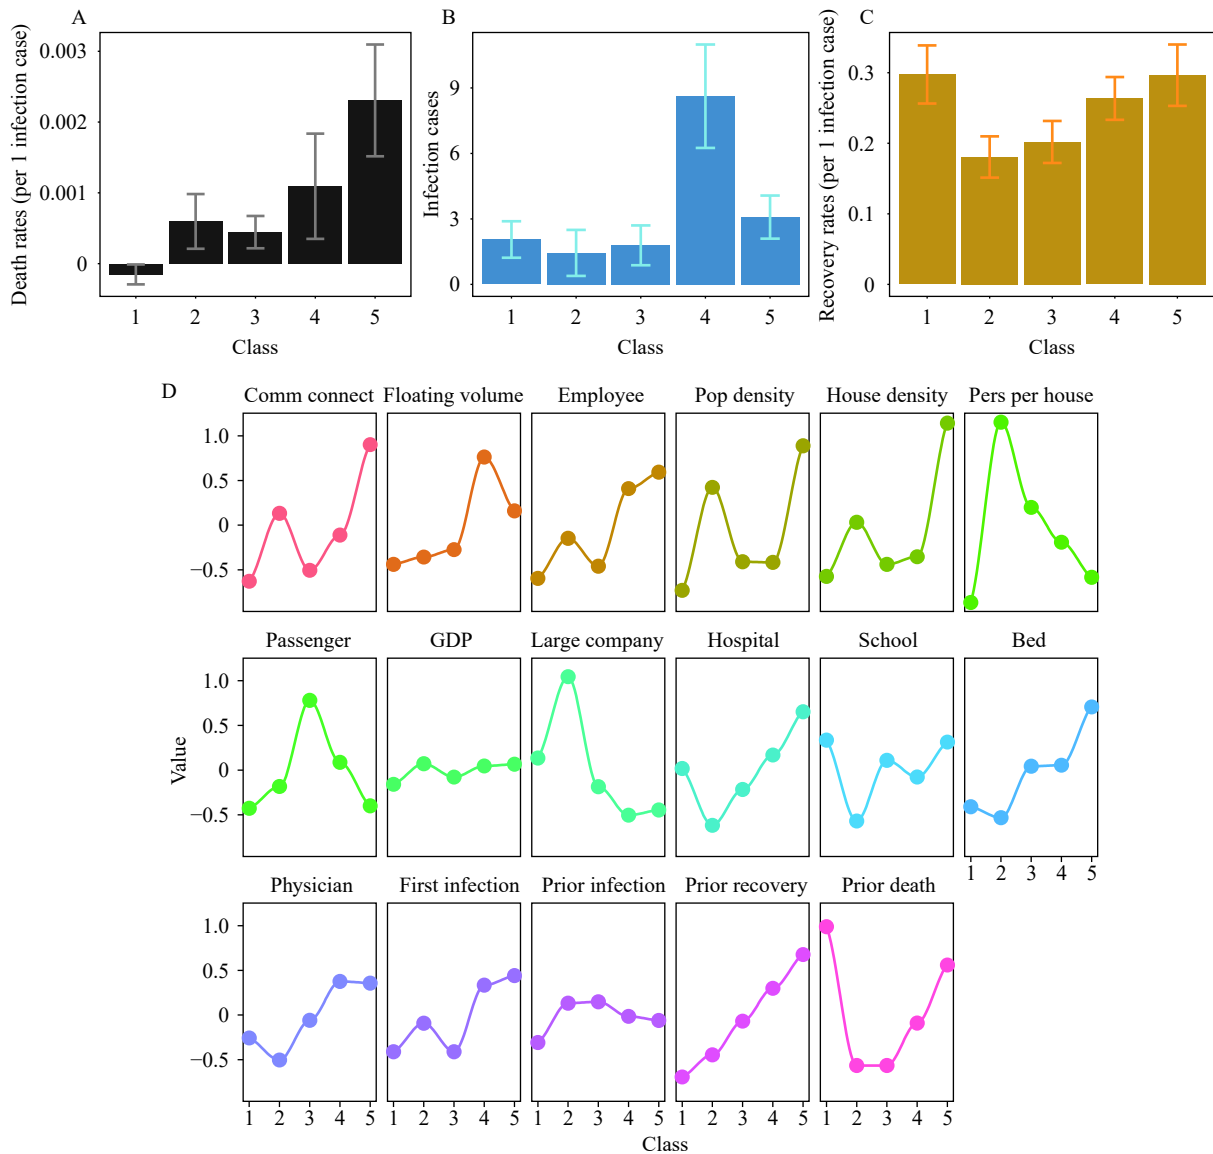 A
Death rates (per 1 infection case)
0.003
0.002
0.001
0
1 2 3 4 5
Class
B
Infection cases
9
6
3
0
1 2 3 4 5
Class
C
Recovery rates (per 1 infection case)
0.3
0.2
0.1
0
1 2 3 4 5
Class
D
Comm connect Floating volume Employee Pop density House density Pers per house
1.0
0.5
0
−0.5
Passenger GDP Large company Hospital School Bed
Value
1.0
0.5
0
−0.5
1 2 3 4 5
Physician First infection Prior infection Prior recovery Prior death
1.0
0.5
0
−0.5
1 2 3 4 5 1 2 3 4 5 1 2 3 4 5 1 2 3 4 5 1 2 3 4 5
Class